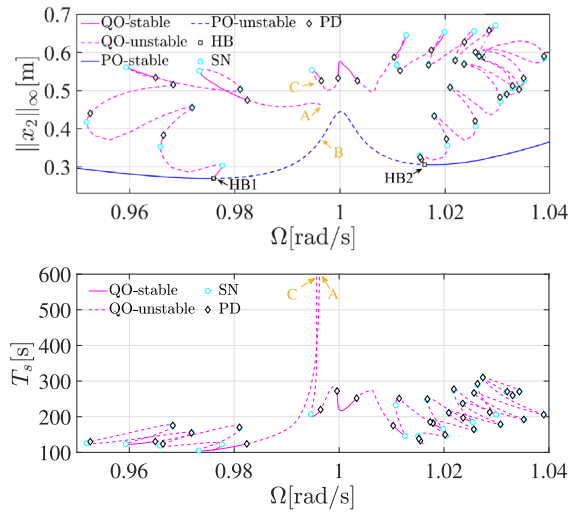 QO-stable PO-unstable PD
QO-unstable HB
PO-stable SN
0.7
0.6
0.5
0.4
0.3
||x₂||∞[m]
C
A
B
HB1
HB2
0.96 0.98 1 1.02 1.04
Ω[rad/s]
QO-stable SN
QO-unstable PD
600
500
400
300
200
100
Tₛ[s]
C A
0.96 0.98 1 1.02 1.04
Ω[rad/s]